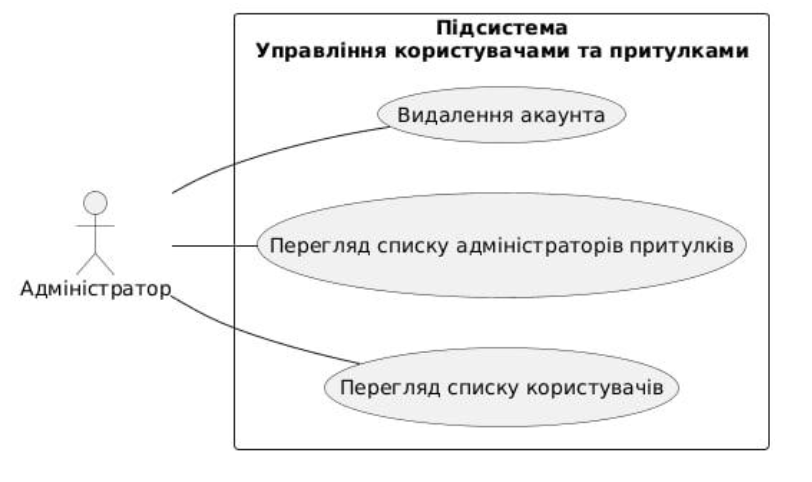 Підсистема
Управління користувачами та притулками
Видалення акаунта
Перегляд списку адміністраторів притулків
Адміністратор
Перегляд списку користувачів